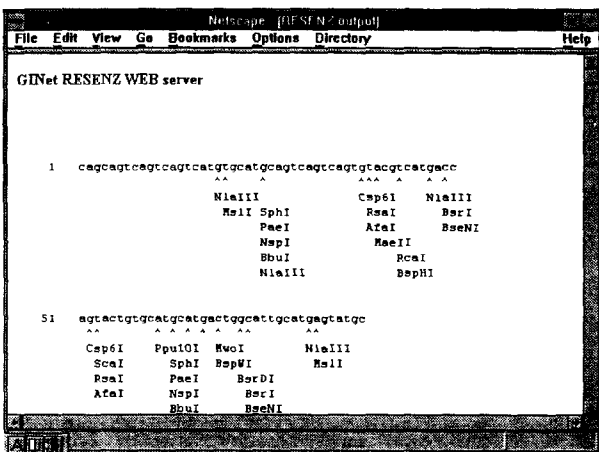 Netscape - [RESENZ output]
File Edit View Go Bookmarks Options Directory Help
GINet RESENZ WEB server
1 cagcagtcagtcagtcatgtgcatgcagtcagtcagtgtacgtcatgacc
^^ ^ ^^^ ^ ^ ^
NlaIII Csp6I NlaIII
MslI SphI RsaI BsrI
PaeI AfaI BseNI
NspI MaeII
BbuI RcaI
NlaIII BspHI
51 agtactgtgcatgcatgactggcattgcatgagtatgc
^^ ^ ^ ^ ^ ^ ^^ ^^
Csp6I Ppu10I MwoI NlaIII
ScaI SphI BspWI MslI
RsaI PaeI BsrDI
AfaI NspI BsrI
BbuI BseNI